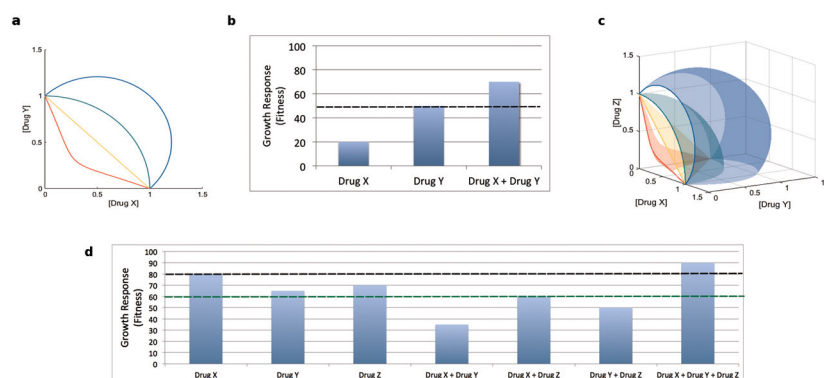 a
1.5
1
[Drug Y]
0.5
0
0 0.5 1 1.5
[Drug X]
b
Growth Response
(Fitness)
100
80
60
40
20
0
Drug X Drug Y Drug X + Drug Y
c
1.5
1
[Drug Z]
0.5
0
0
0.5
1
1.5
[Drug X]
0
0.5
1
1.5
[Drug Y]
d
Growth Response
(Fitness)
100
90
80
70
60
50
40
30
20
10
0
Drug X Drug Y Drug Z Drug X + Drug Y Drug X + Drug Z Drug Y + Drug Z Drug X + Drug Y + Drug Z